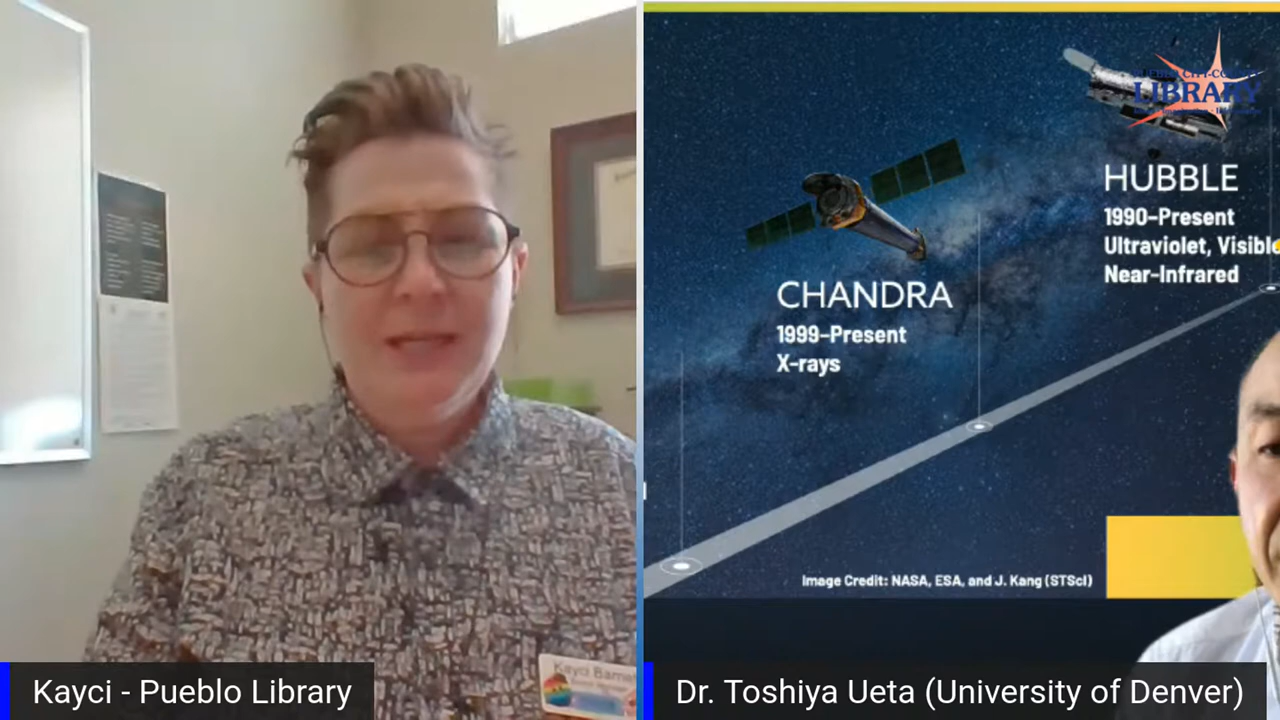 Kayci - Pueblo Library
LIBRARY
HUBBLE
1990–Present
Ultraviolet, Visible
Near-Infrared
CHANDRA
1999–Present
X-rays
Image Credit: NASA, ESA, and J. Kang (STScI)
Dr. Toshiya Ueta (University of Denver)